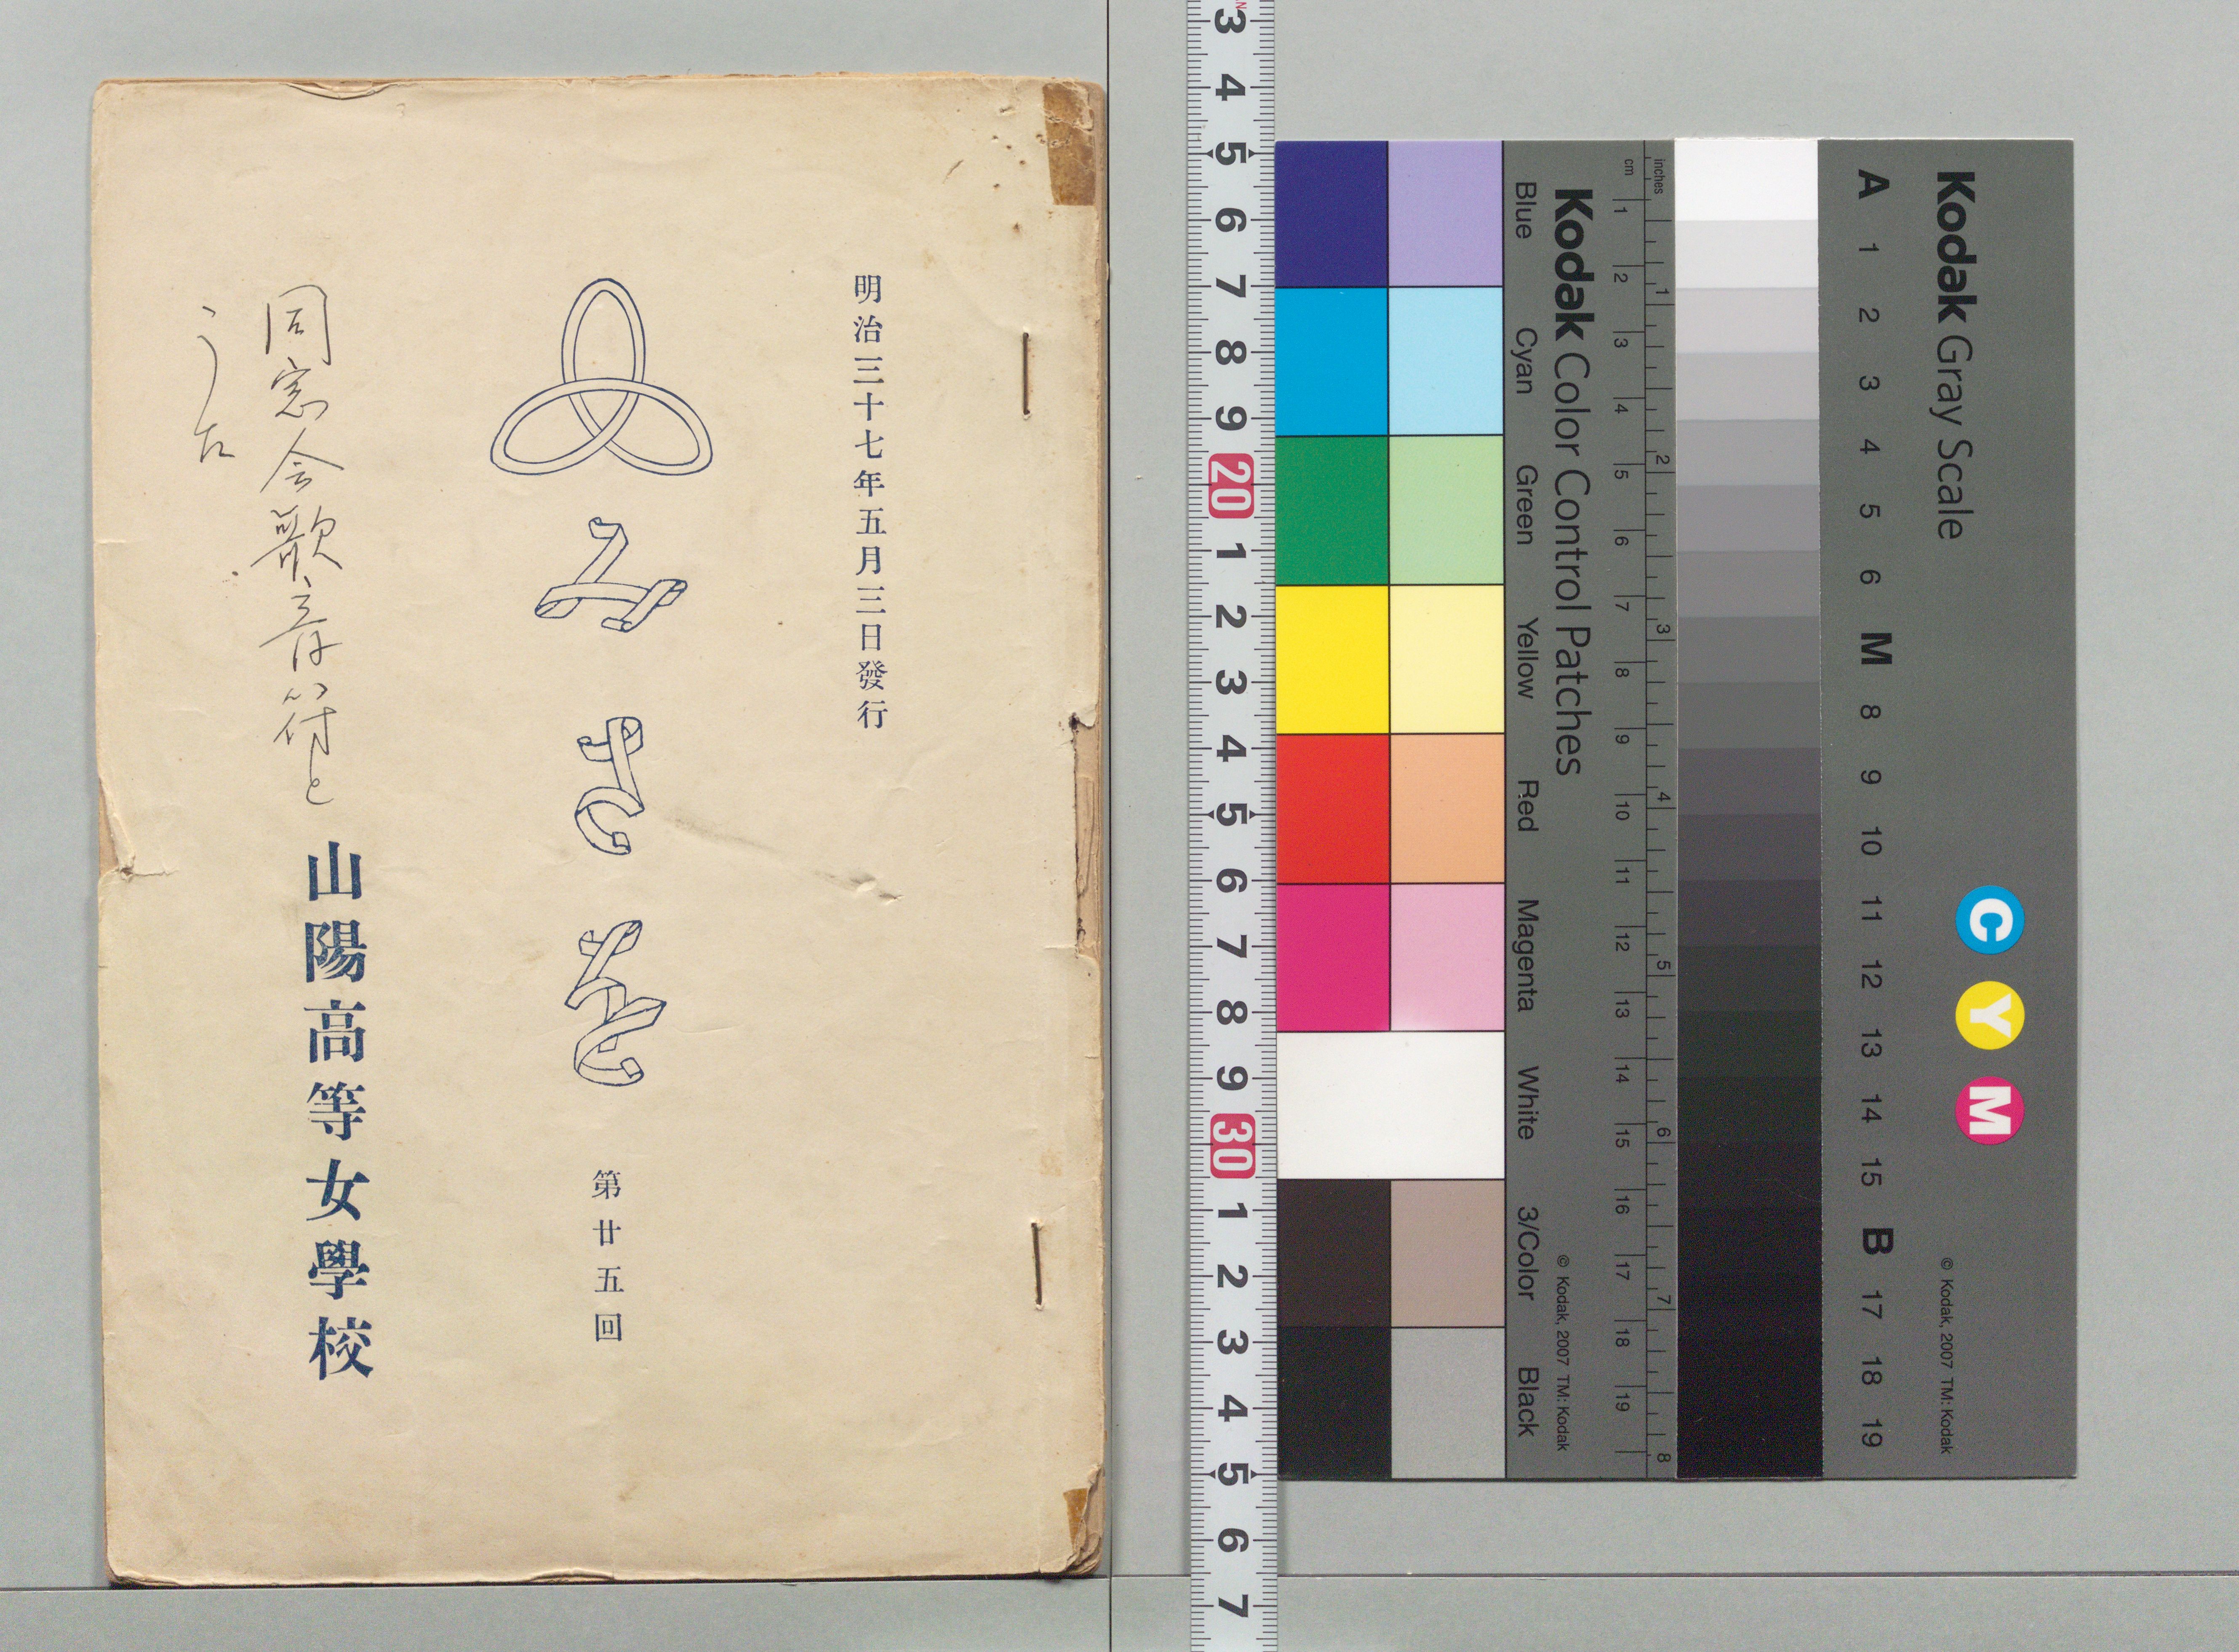 明治三十七年五月三日發行
みさを
第廿五回
山陽高等女學校
同窓会歌音符と
うた
3 4 5 6 7 8 9 20 1 2 3 4 5 6 7 8 9 30 1 2 3 4 5 6 7
Kodak Color Control Patches
© Kodak, 2007 TM: Kodak
inches 1 2 3 4 5 6 7 8
cm 1 2 3 4 5 6 7 8 9 10 11 12 13 14 15 16 17 18 19
Blue Cyan Green Yellow Red Magenta White 3/Color Black
Kodak Gray Scale
C Y M
© Kodak, 2007 TM: Kodak
A 1 2 3 4 5 6 M 8 9 10 11 12 13 14 15 B 17 18 19